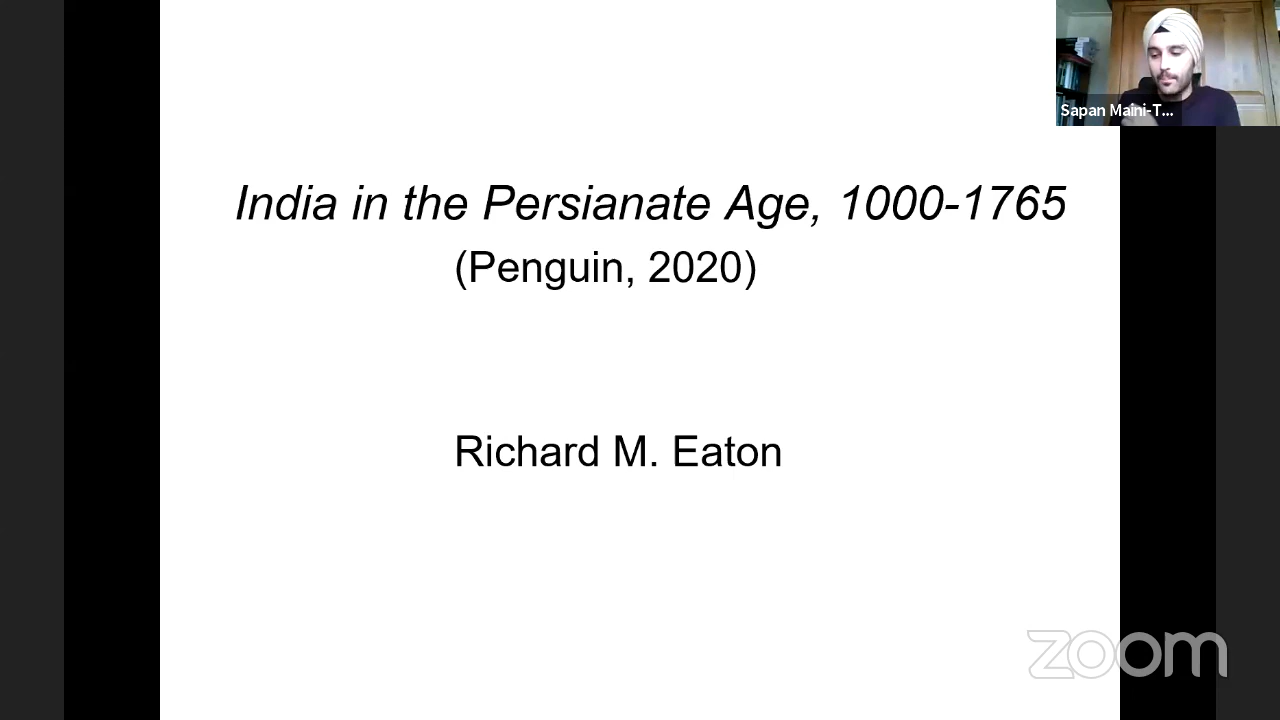 Sapan Maini-T...
India in the Persianate Age, 1000-1765
(Penguin, 2020)
Richard M. Eaton
zoom